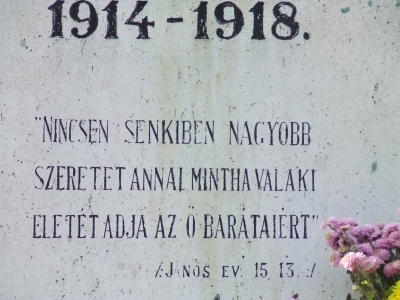 1914-1918.
"NINCSEN SENKIBEN NAGYOBB
SZERETET ANNÁL MINTHA VALAKI
ÉLETÉT ADJA AZ Ő BARÁTAIÉRT"
/:JÁNOS EV. 15. 13.:/